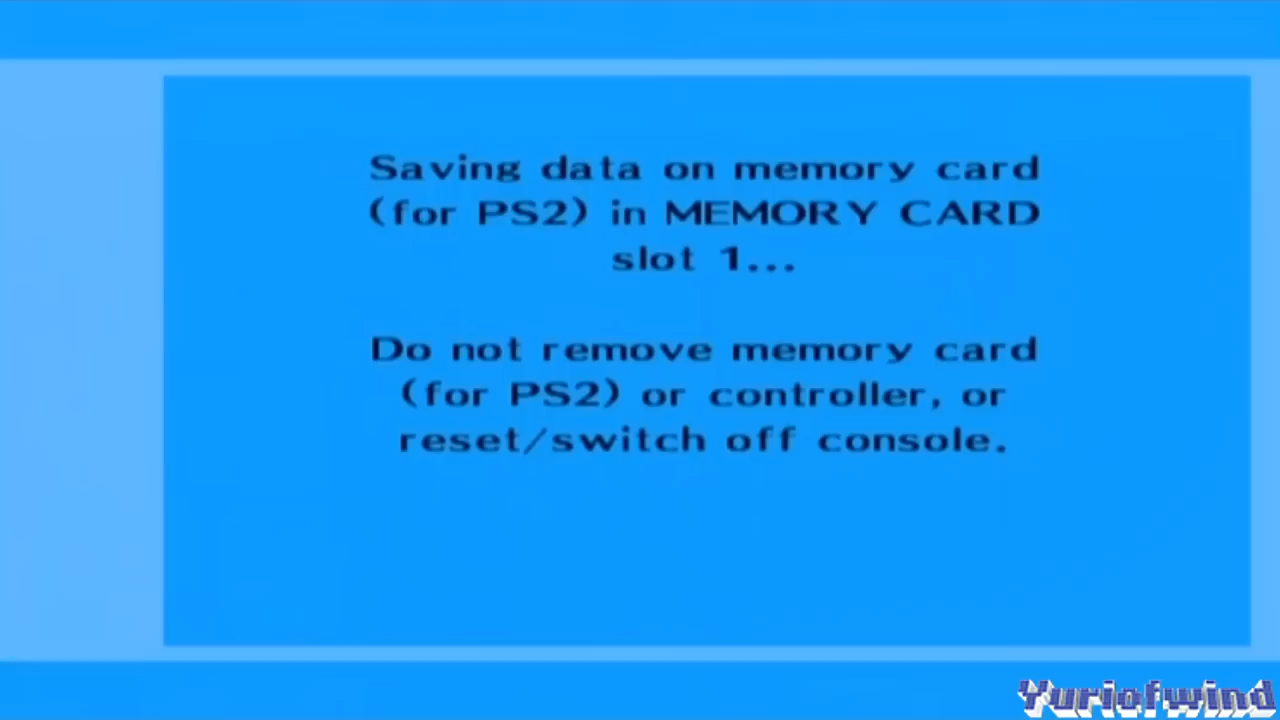 Saving data on memory card
(for PS2) in MEMORY CARD
slot 1...
Do not remove memory card
(for PS2) or controller, or
reset/switch off console.
Yuriofwind